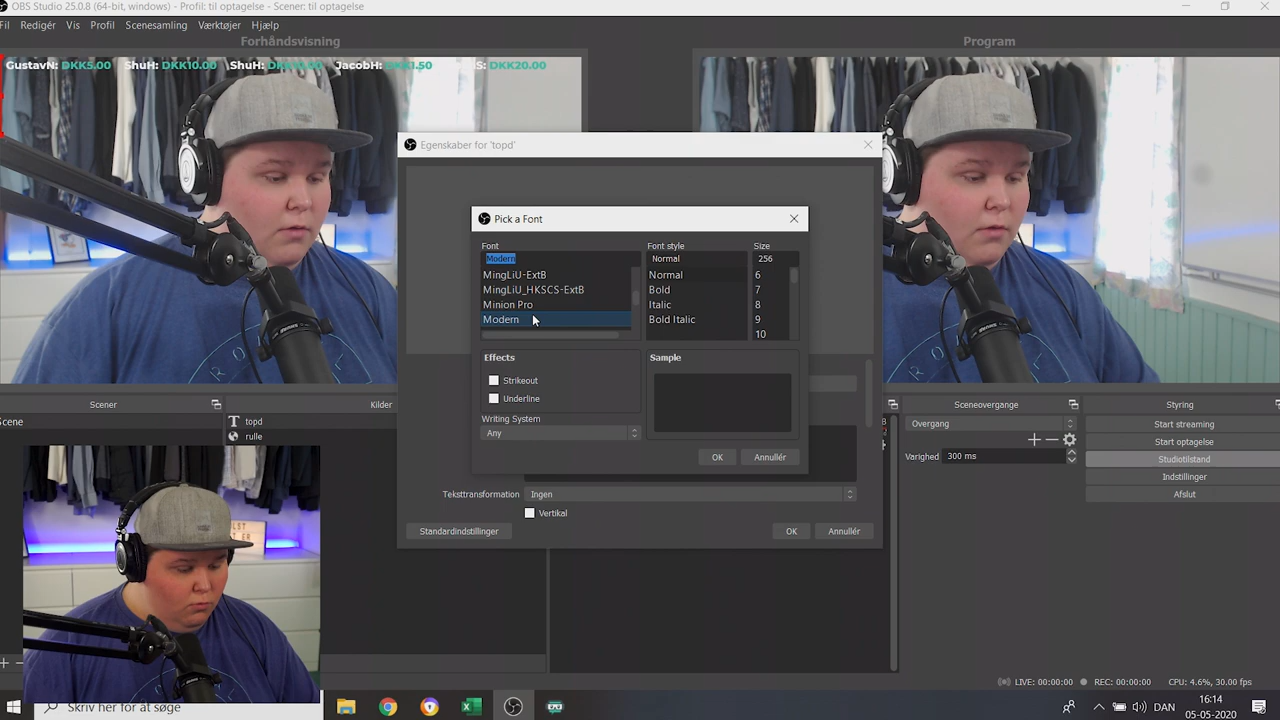 OBS Studio 25.0.8 (64-bit, windows) - Profil: til optagelse - Scener: til optagelse
Fil Redigér Vis Profil Scenesamling Værktøjer Hjælp
Forhåndsvisning
Program
GustavN: DKK5.00 ShuH: DKK10.00 ShuH: JacobH: DKK1.50 S: DKK20.00
Egenskaber for 'topd'
Pick a Font
Font
Font style
Size
Modern
Normal
256
MingLiU-ExtB
Normal
6
MingLiU_HKSCS-ExtB
Bold
7
Minion Pro
Italic
8
Modern
Bold Italic
9
10
Effects
Sample
Strikeout
Underline
Writing System
Any
OK
Annullér
Scener
Kilder
Sceneovergange
Styring
Scene
topd
rulle
Overgang
Varighed 300 ms
Start streaming
Start optagelse
Studiotilstand
Indstillinger
Afslut
Teksttransformation Ingen
Vertikal
Standardindstillinger
OK
Annullér
LIVE: 00:00:00 REC: 00:00:00 CPU: 4.6%, 30.00 fps
Skriv her for at søge
DAN
16:14
05-05-2020